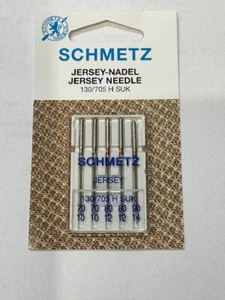 SCHMETZ
JERSEY-NADEL
JERSEY NEEDLE
130/705 H SUK
SCHMETZ
JERSEY
130/705 H SUK
70 70 80 80 90
10 10 12 12 14